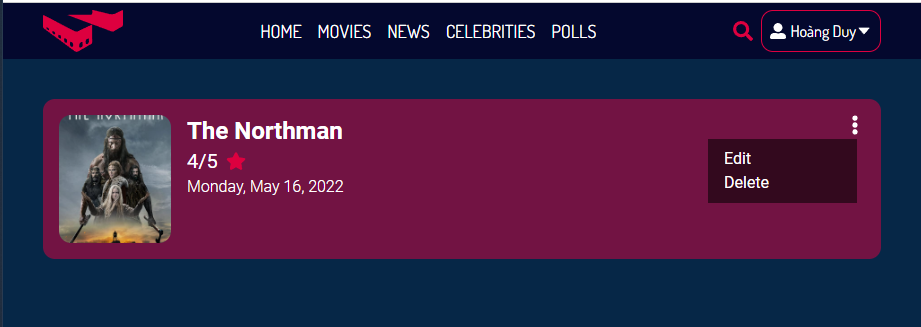 HOME MOVIES NEWS CELEBRITIES POLLS Hoàng Duy
THE NORTHMAN
The Northman
4/5
Monday, May 16, 2022
Edit
Delete